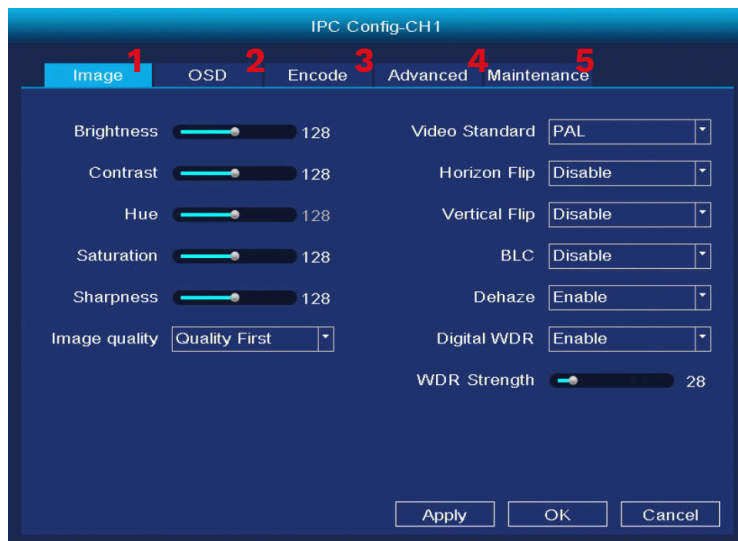 IPC Config-CH1
Image 1 OSD 2 Encode 3 Advanced 4 Maintenance 5
Brightness 128 Video Standard PAL
Contrast 128 Horizon Flip Disable
Hue 128 Vertical Flip Disable
Saturation 128 BLC Disable
Sharpness 128 Dehaze Enable
Image quality Quality First Digital WDR Enable
WDR Strength 28
Apply OK Cancel